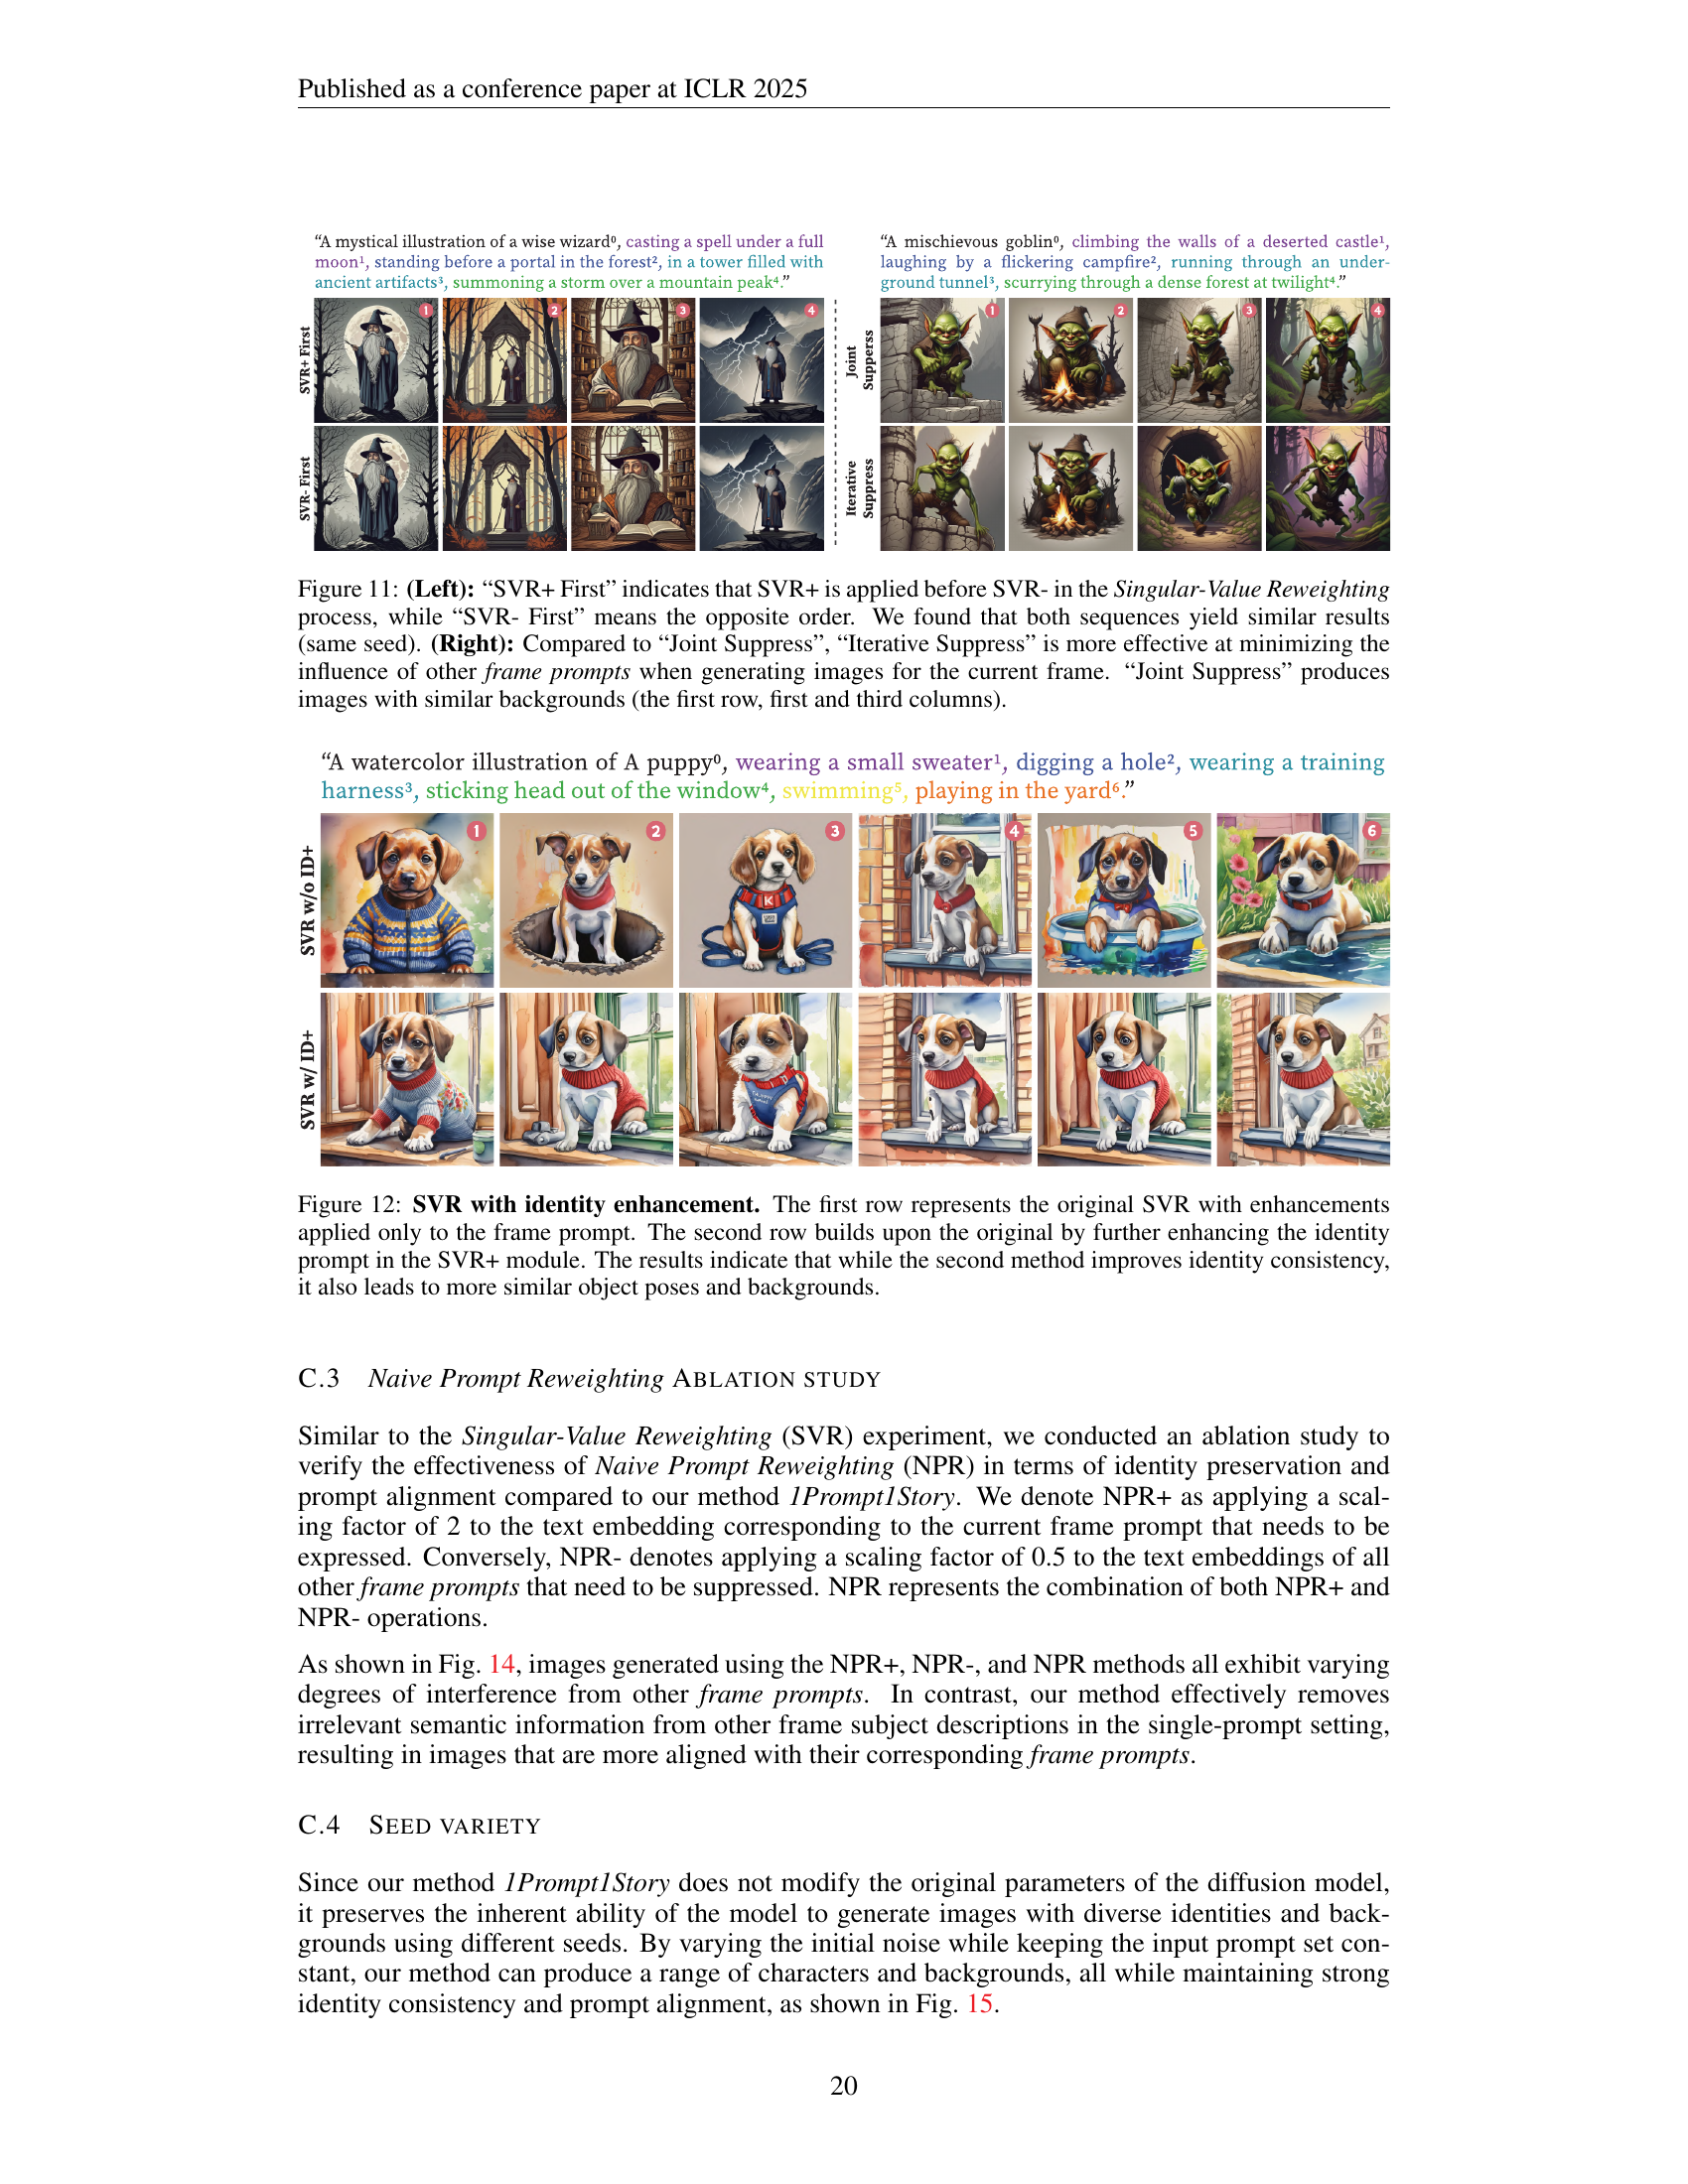 Published as a conference paper at ICLR 2025
“A mystical illustration of a wise wizard⁰, casting a spell under a full
moon¹, standing before a portal in the forest², in a tower filled with
ancient artifacts³, summoning a storm over a mountain peak⁴.”
SVR+ First
1
2
3
4
SVR- First
“A mischievous goblin⁰, climbing the walls of a deserted castle¹,
laughing by a flickering campfire², running through an under-
ground tunnel³, scurrying through a dense forest at twilight⁴.”
Joint
Supperss
1
2
3
4
Iterative
Suppress
Figure 11: (Left): “SVR+ First” indicates that SVR+ is applied before SVR- in the Singular-Value Reweighting
process, while “SVR- First” means the opposite order. We found that both sequences yield similar results
(same seed). (Right): Compared to “Joint Suppress”, “Iterative Suppress” is more effective at minimizing the
influence of other frame prompts when generating images for the current frame. “Joint Suppress” produces
images with similar backgrounds (the first row, first and third columns).
“A watercolor illustration of A puppy⁰, wearing a small sweater¹, digging a hole², wearing a training
harness³, sticking head out of the window⁴, swimming⁵, playing in the yard⁶.”
SVR w/o ID+
1
2
3
4
5
6
K
SVR w/ ID+
Figure 12: SVR with identity enhancement. The first row represents the original SVR with enhancements
applied only to the frame prompt. The second row builds upon the original by further enhancing the identity
prompt in the SVR+ module. The results indicate that while the second method improves identity consistency,
it also leads to more similar object poses and backgrounds.
C.3 Naive Prompt Reweighting ABLATION STUDY
Similar to the Singular-Value Reweighting (SVR) experiment, we conducted an ablation study to
verify the effectiveness of Naive Prompt Reweighting (NPR) in terms of identity preservation and
prompt alignment compared to our method 1Prompt1Story. We denote NPR+ as applying a scal-
ing factor of 2 to the text embedding corresponding to the current frame prompt that needs to be
expressed. Conversely, NPR- denotes applying a scaling factor of 0.5 to the text embeddings of all
other frame prompts that need to be suppressed. NPR represents the combination of both NPR+ and
NPR- operations.
As shown in Fig. 14, images generated using the NPR+, NPR-, and NPR methods all exhibit varying
degrees of interference from other frame prompts. In contrast, our method effectively removes
irrelevant semantic information from other frame subject descriptions in the single-prompt setting,
resulting in images that are more aligned with their corresponding frame prompts.
C.4 SEED VARIETY
Since our method 1Prompt1Story does not modify the original parameters of the diffusion model,
it preserves the inherent ability of the model to generate images with diverse identities and back-
grounds using different seeds. By varying the initial noise while keeping the input prompt set con-
stant, our method can produce a range of characters and backgrounds, all while maintaining strong
identity consistency and prompt alignment, as shown in Fig. 15.
20